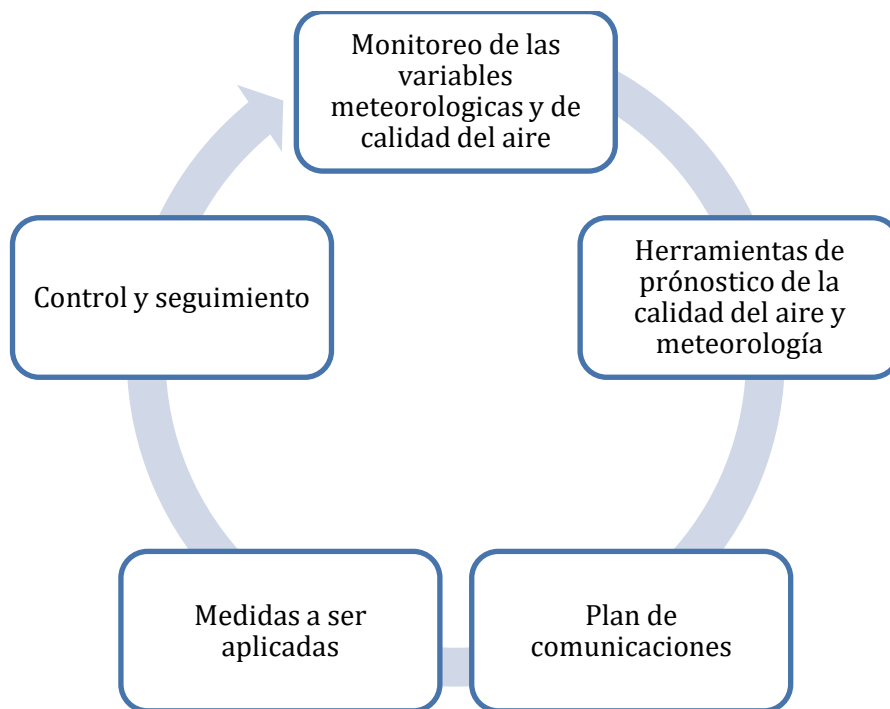 Monitoreo de las
variables
meteorologicas y de
calidad del aire
Herramientas de
prónostico de la
calidad del aire y
meteorología
Plan de
comunicaciones
Medidas a ser
aplicadas
Control y seguimiento